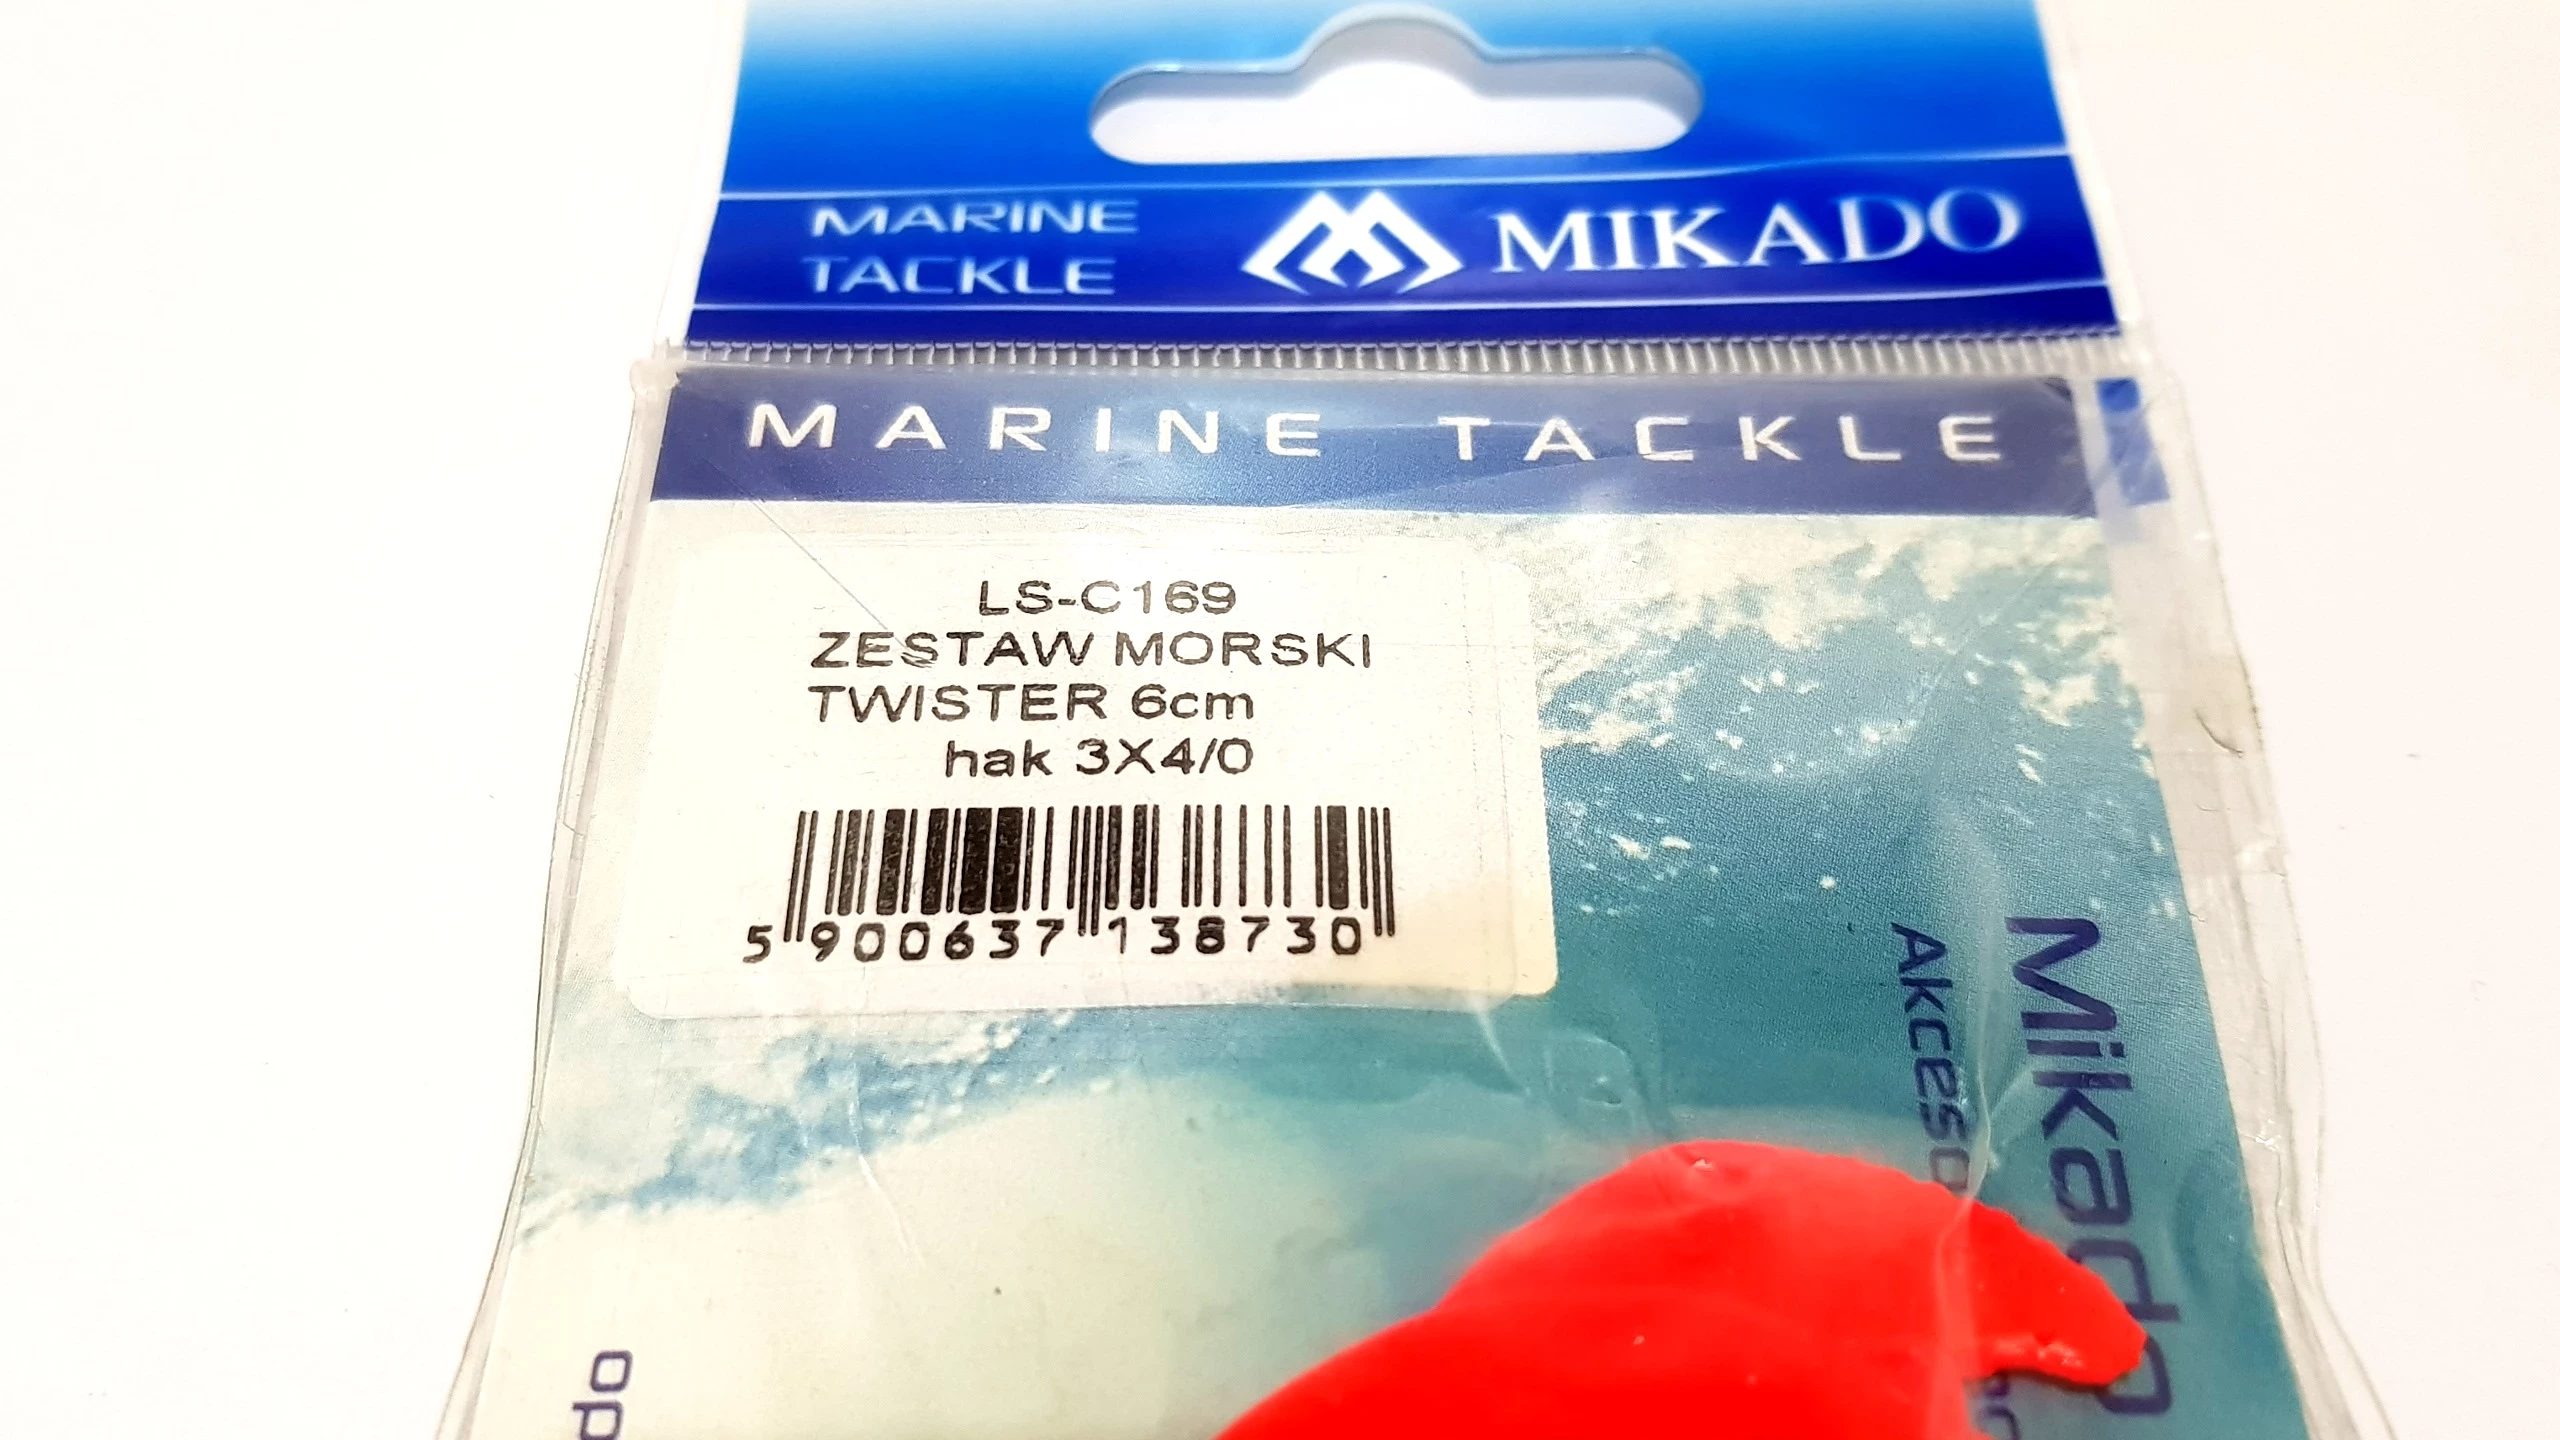 MARINE
TACKLE
MIKADO
MARINE TACKLE
LS-C169
ZESTAW MORSKI
TWISTER 6cm
hak 3X4/0
5 900637 138730
Mikado